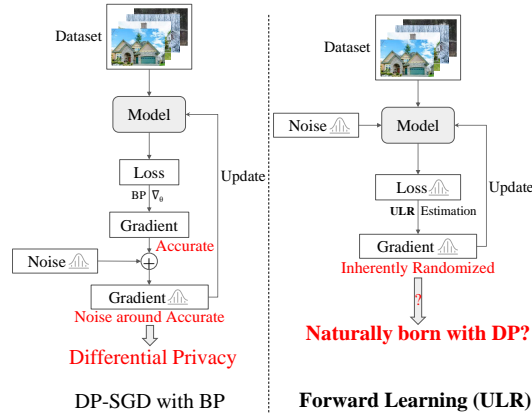 Dataset
Model
Loss
BP ∇θ
Update
Gradient
Accurate
Noise
+
Gradient
Noise around Accurate
Differential Privacy
DP-SGD with BP
Dataset
Noise
Model
Loss
Update
ULR Estimation
Gradient
Inherently Randomized
?
Naturally born with DP?
Forward Learning (ULR)